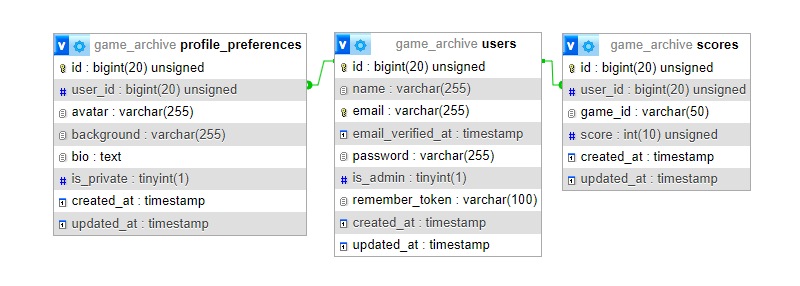 game_archive profile_preferences
id : bigint(20) unsigned
user_id : bigint(20) unsigned
avatar : varchar(255)
background : varchar(255)
bio : text
is_private : tinyint(1)
created_at : timestamp
updated_at : timestamp
game_archive users
id : bigint(20) unsigned
name : varchar(255)
email : varchar(255)
email_verified_at : timestamp
password : varchar(255)
is_admin : tinyint(1)
remember_token : varchar(100)
created_at : timestamp
updated_at : timestamp
game_archive scores
id : bigint(20) unsigned
user_id : bigint(20) unsigned
game_id : varchar(50)
score : int(10) unsigned
created_at : timestamp
updated_at : timestamp